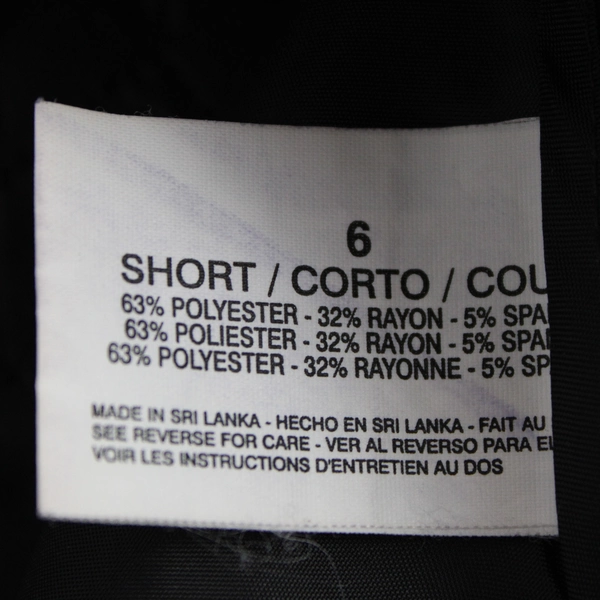 6
SHORT / CORTO / COU
63% POLYESTER - 32% RAYON - 5% SPA
63% POLIESTER - 32% RAYON - 5% SPA
63% POLYESTER - 32% RAYONNE - 5% SP
MADE IN SRI LANKA - HECHO EN SRI LANKA - FAIT AU
SEE REVERSE FOR CARE - VER AL REVERSO PARA EL
VOIR LES INSTRUCTIONS D'ENTRETIEN AU DOS